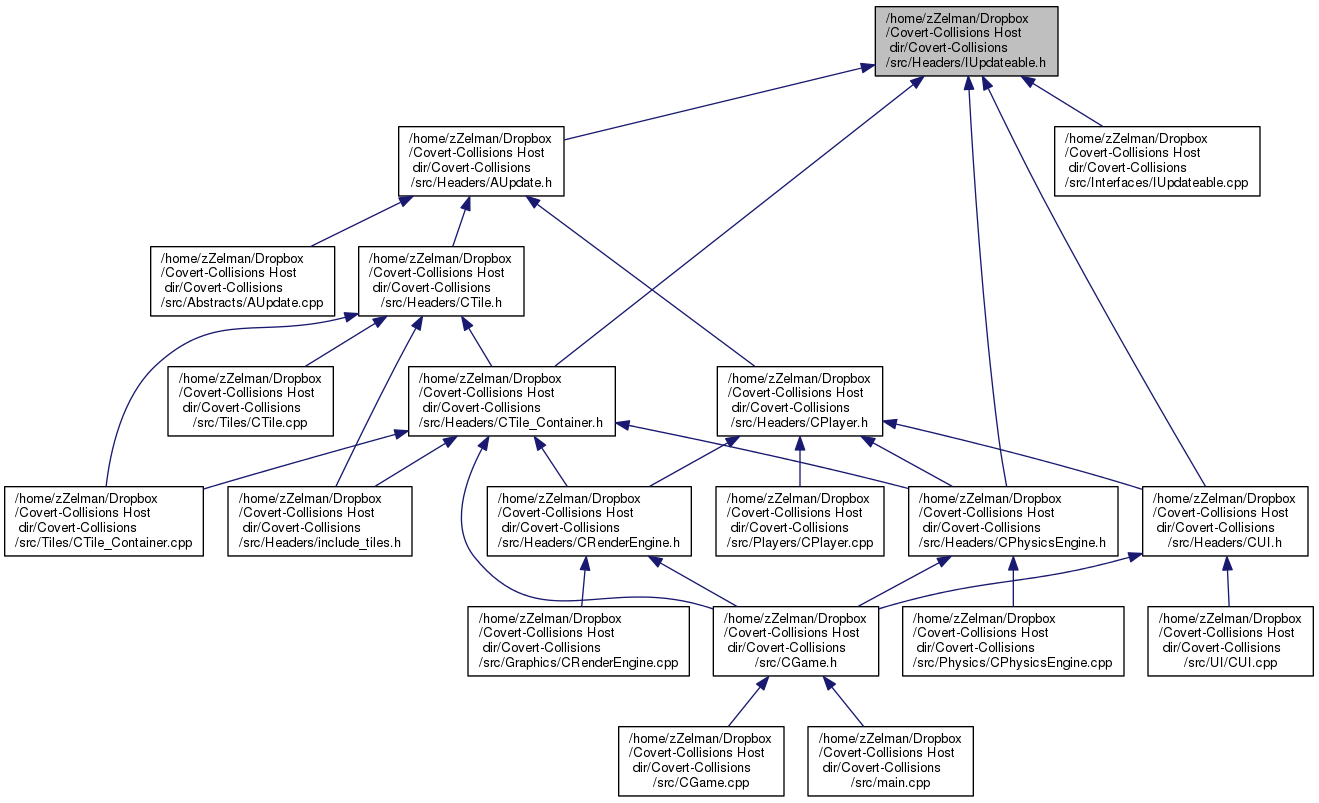 /home/zZelman/Dropbox
/Covert-Collisions Host
dir/Covert-Collisions
/src/Headers/IUpdateable.h
/home/zZelman/Dropbox
/Covert-Collisions Host
dir/Covert-Collisions
/src/Headers/AUpdate.h
/home/zZelman/Dropbox
/Covert-Collisions Host
dir/Covert-Collisions
/src/Interfaces/IUpdateable.cpp
/home/zZelman/Dropbox
/Covert-Collisions Host
dir/Covert-Collisions
/src/Abstracts/AUpdate.cpp
/home/zZelman/Dropbox
/Covert-Collisions Host
dir/Covert-Collisions
/src/Headers/CTile.h
/home/zZelman/Dropbox
/Covert-Collisions Host
dir/Covert-Collisions
/src/Tiles/CTile.cpp
/home/zZelman/Dropbox
/Covert-Collisions Host
dir/Covert-Collisions
/src/Headers/CTile_Container.h
/home/zZelman/Dropbox
/Covert-Collisions Host
dir/Covert-Collisions
/src/Headers/CPlayer.h
/home/zZelman/Dropbox
/Covert-Collisions Host
dir/Covert-Collisions
/src/Tiles/CTile_Container.cpp
/home/zZelman/Dropbox
/Covert-Collisions Host
dir/Covert-Collisions
/src/Headers/include_tiles.h
/home/zZelman/Dropbox
/Covert-Collisions Host
dir/Covert-Collisions
/src/Headers/CRenderEngine.h
/home/zZelman/Dropbox
/Covert-Collisions Host
dir/Covert-Collisions
/src/Players/CPlayer.cpp
/home/zZelman/Dropbox
/Covert-Collisions Host
dir/Covert-Collisions
/src/Headers/CPhysicsEngine.h
/home/zZelman/Dropbox
/Covert-Collisions Host
dir/Covert-Collisions
/src/Headers/CUI.h
/home/zZelman/Dropbox
/Covert-Collisions Host
dir/Covert-Collisions
/src/Graphics/CRenderEngine.cpp
/home/zZelman/Dropbox
/Covert-Collisions Host
dir/Covert-Collisions
/src/CGame.h
/home/zZelman/Dropbox
/Covert-Collisions Host
dir/Covert-Collisions
/src/Physics/CPhysicsEngine.cpp
/home/zZelman/Dropbox
/Covert-Collisions Host
dir/Covert-Collisions
/src/UI/CUI.cpp
/home/zZelman/Dropbox
/Covert-Collisions Host
dir/Covert-Collisions
/src/CGame.cpp
/home/zZelman/Dropbox
/Covert-Collisions Host
dir/Covert-Collisions
/src/main.cpp